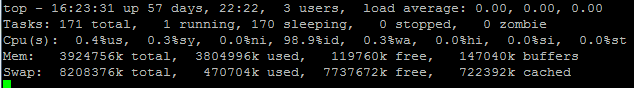 top - 16:23:31 up 57 days, 22:22,  3 users,  load average: 0.00, 0.00, 0.00
Tasks: 171 total,   1 running, 170 sleeping,   0 stopped,   0 zombie
Cpu(s):  0.4%us,  0.3%sy,  0.0%ni, 98.9%id,  0.3%wa,  0.0%hi,  0.0%si,  0.0%st
Mem:   3924756k total,  3804996k used,   119760k free,   147040k buffers
Swap:  8208376k total,   470704k used,  7737672k free,   722392k cached